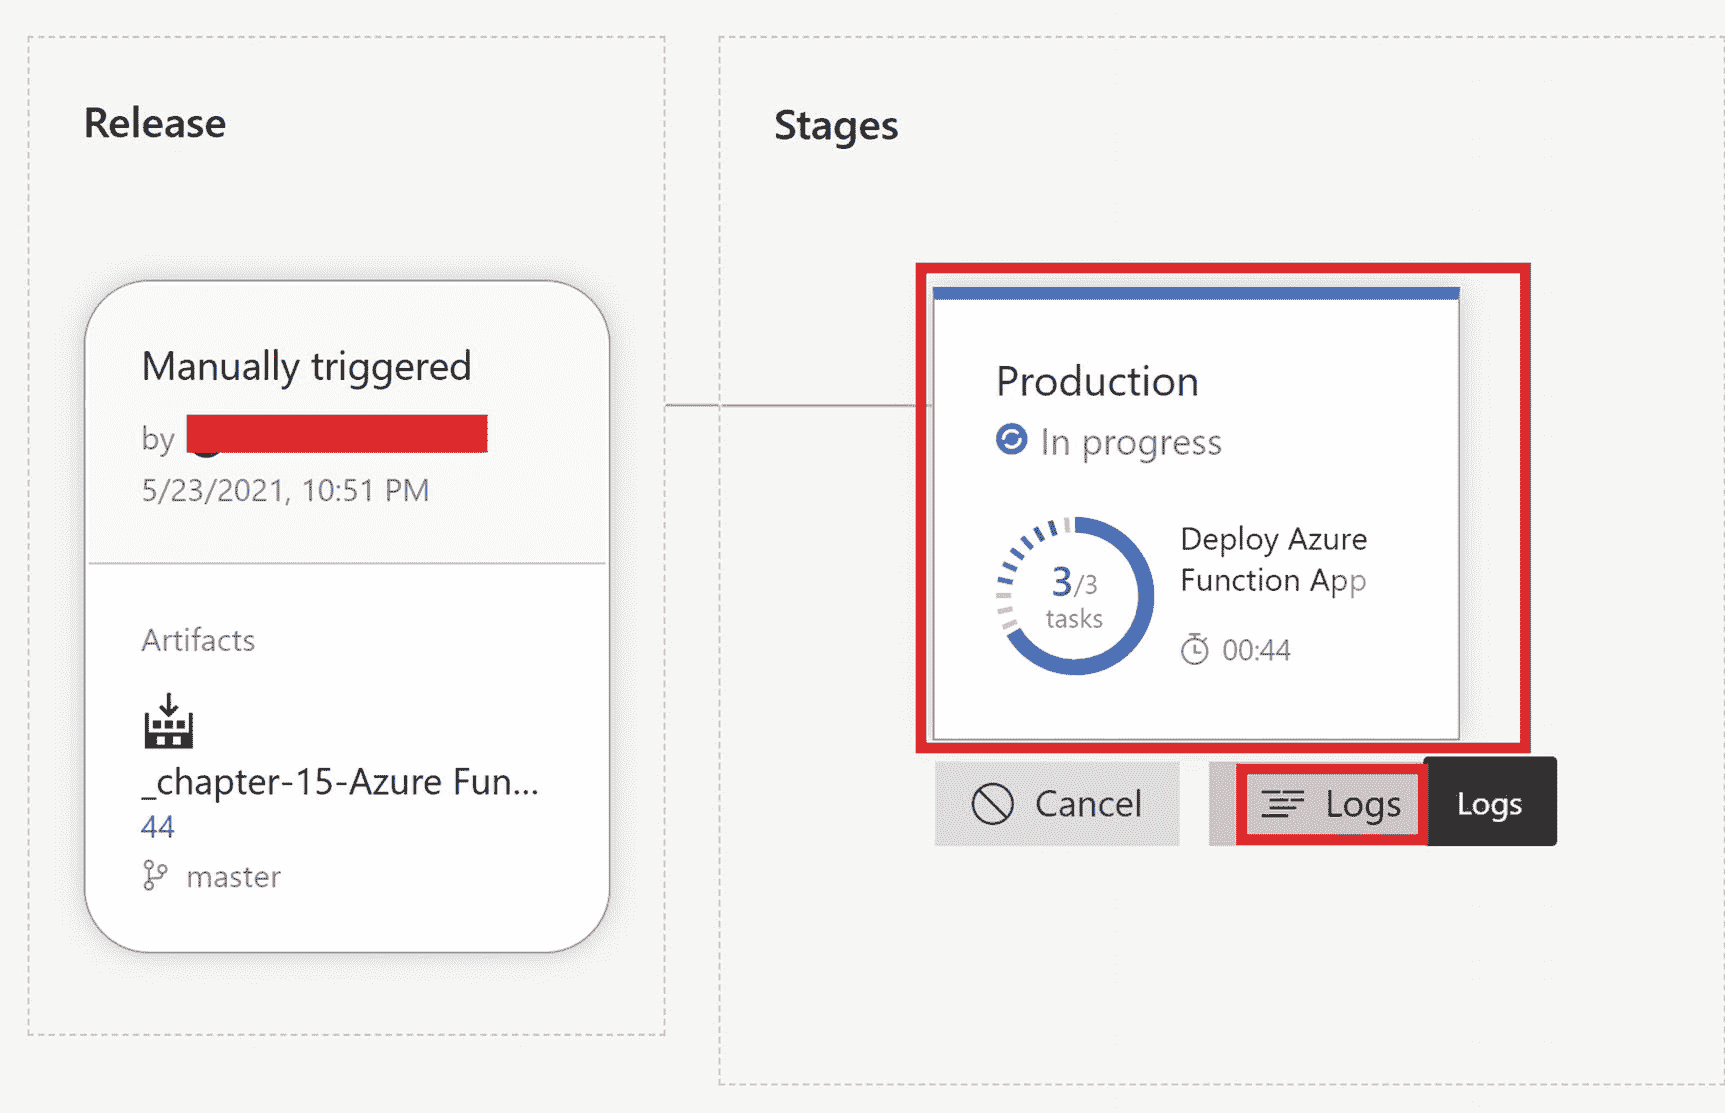 Release
Manually triggered
by
5/23/2021, 10:51 PM
Artifacts
_chapter-15-Azure Fun...
44
master
Stages
Production
In progress
3/3
tasks
Deploy Azure
Function App
00:44
Cancel
Logs
Logs